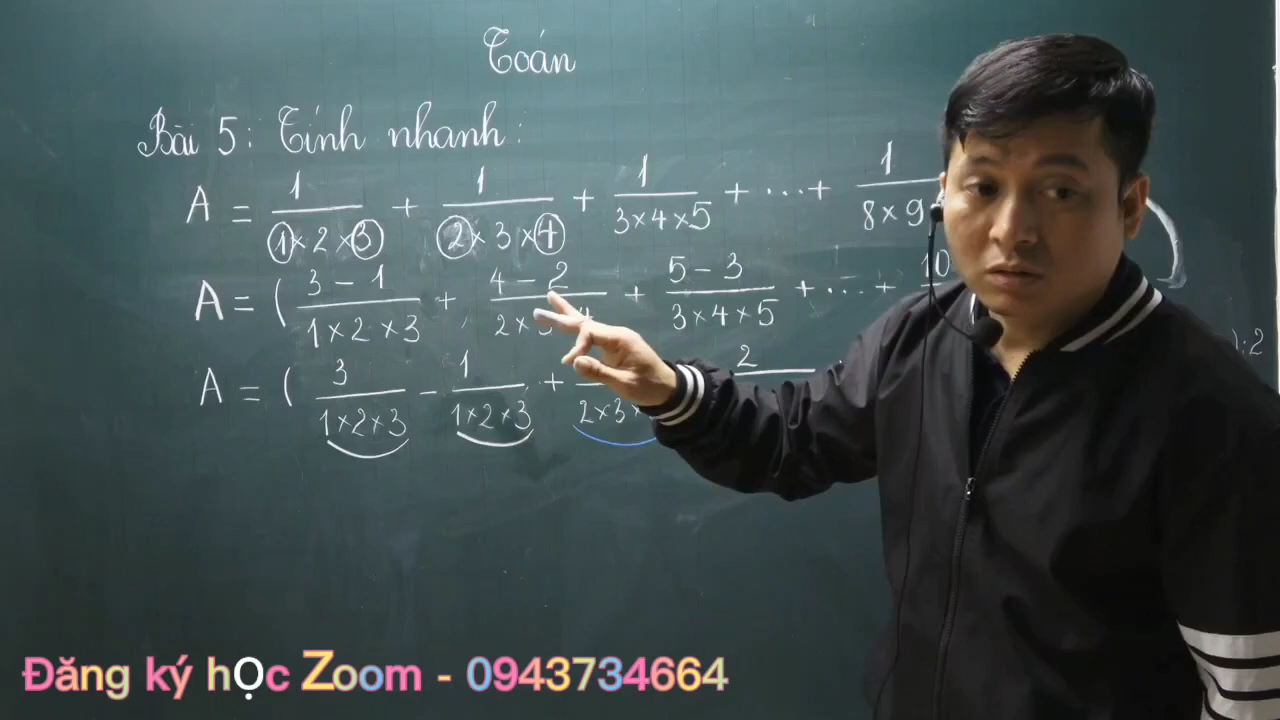 Toán
Bài 5: Tính nhanh:
A = 1/(1×2×3) + 1/(2×3×4) + 1/(3×4×5) + ... + 1/(8×9
A = ( (3-1)/(1×2×3) + (4-2)/(2×3×4) + (5-3)/(3×4×5) + ... + 10
A = ( 3/(1×2×3) - 1/(1×2×3) + 2×3× 2 ):2
Đăng ký học Zoom - 0943734664